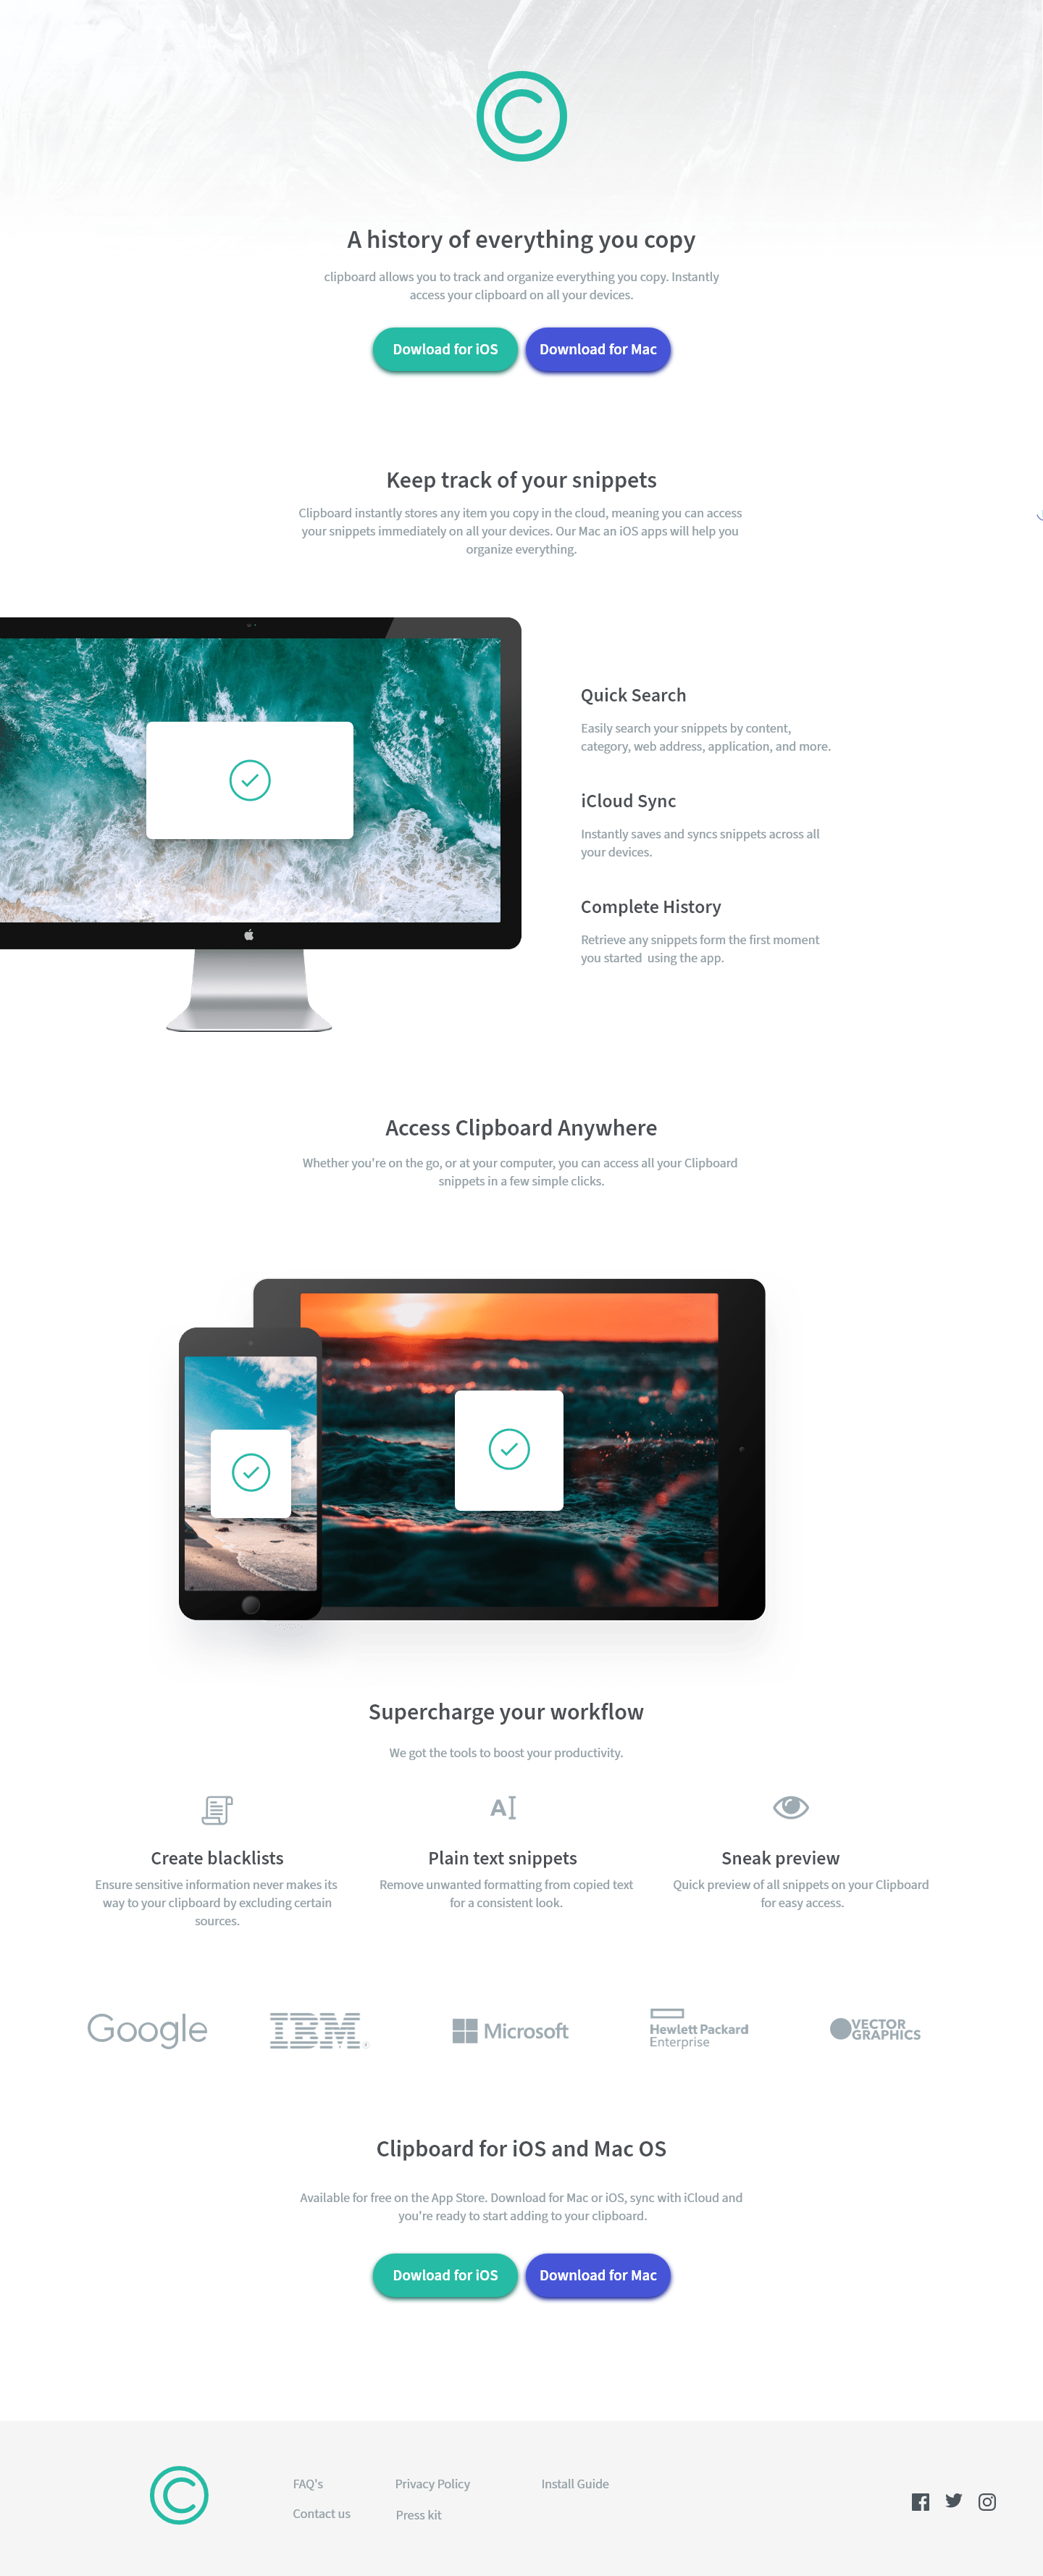 A history of everything you copy
clipboard allows you to track and organize everything you copy. Instantly
access your clipboard on all your devices.
Dowload for iOS
Download for Mac
Keep track of your snippets
Clipboard instantly stores any item you copy in the cloud, meaning you can access
your snippets immediately on all your devices. Our Mac an iOS apps will help you
organize everything.
Quick Search
Easily search your snippets by content,
category, web address, application, and more.
iCloud Sync
Instantly saves and syncs snippets across all
your devices.
Complete History
Retrieve any snippets form the first moment
you started  using the app.
Access Clipboard Anywhere
Whether you're on the go, or at your computer, you can access all your Clipboard
snippets in a few simple clicks.
Supercharge your workflow
We got the tools to boost your productivity.
Create blacklists
Ensure sensitive information never makes its
way to your clipboard by excluding certain
sources.
Plain text snippets
Remove unwanted formatting from copied text
for a consistent look.
Sneak preview
Quick preview of all snippets on your Clipboard
for easy access.
Google
IBM
Microsoft
Hewlett Packard
Enterprise
VECTOR
GRAPHICS
Clipboard for iOS and Mac OS
Available for free on the App Store. Download for Mac or iOS, sync with iCloud and
you're ready to start adding to your clipboard.
Dowload for iOS
Download for Mac
FAQ's
Privacy Policy
Install Guide
Contact us
Press kit